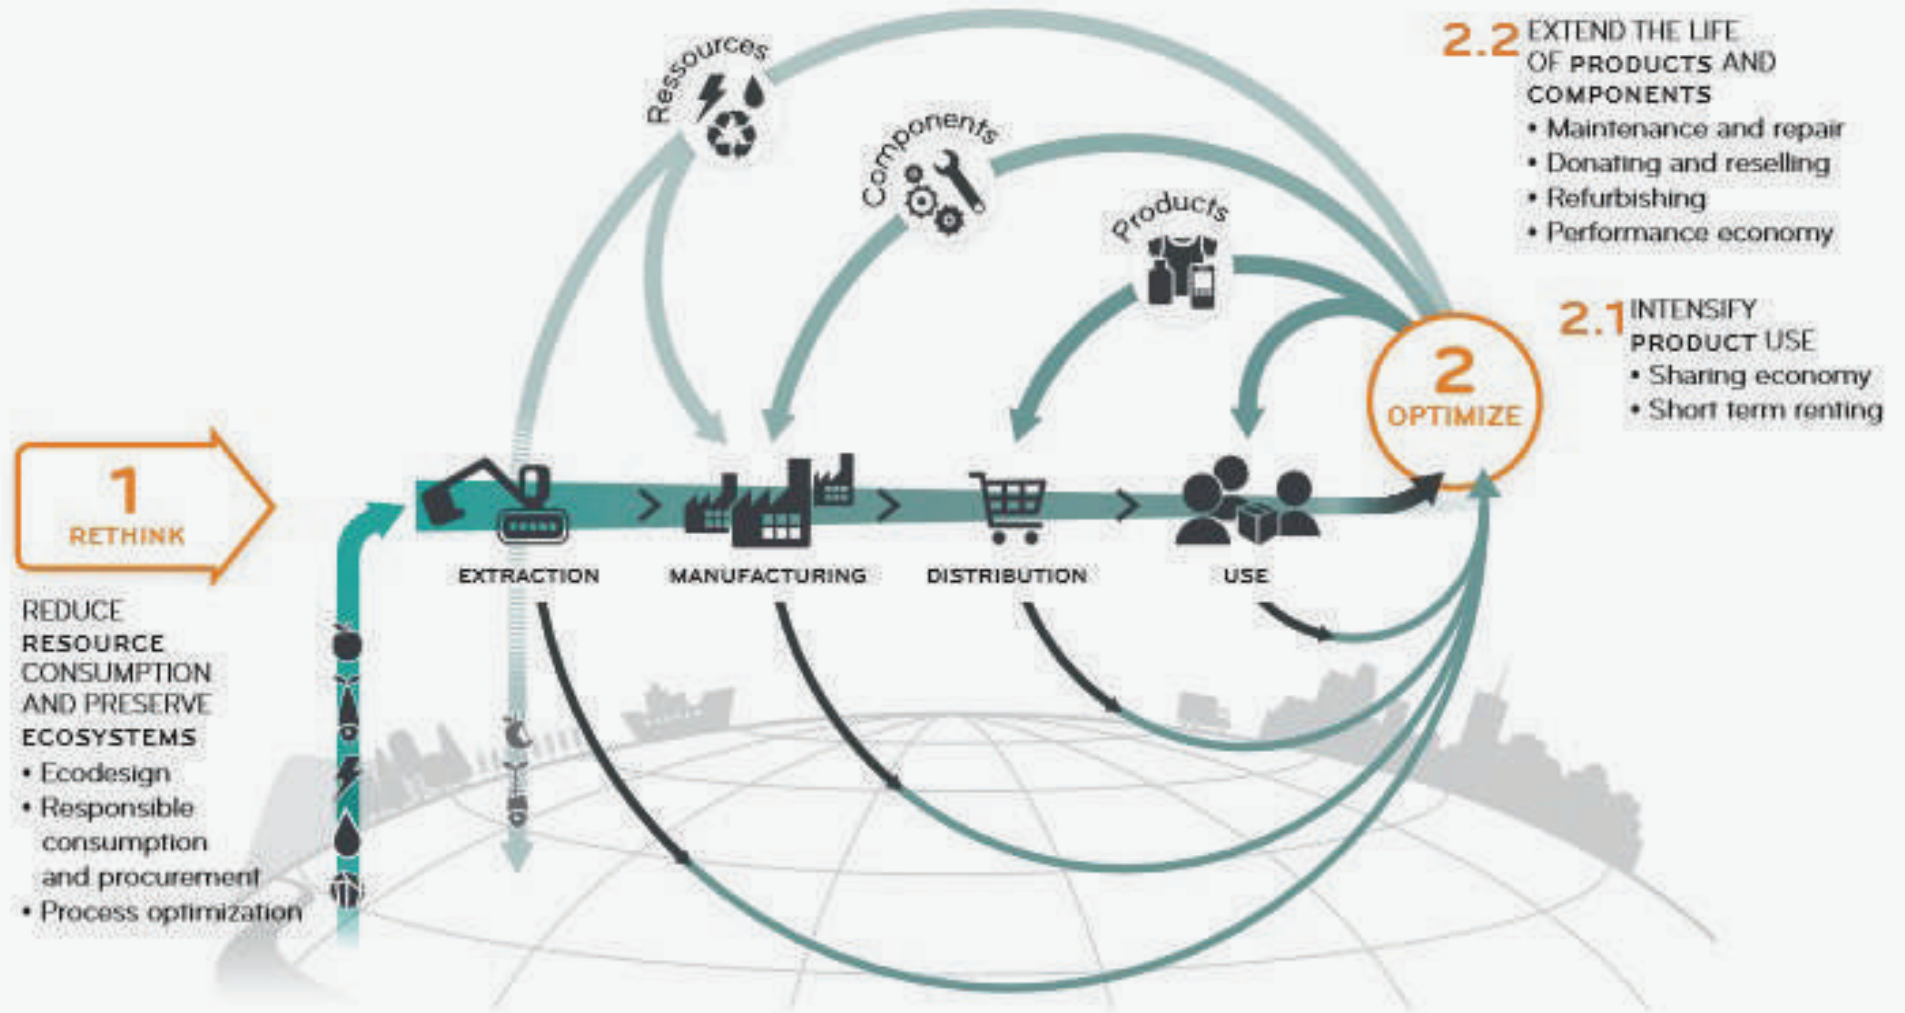 Ressources
Components
Products
2.2 EXTEND THE LIFE
OF PRODUCTS AND
COMPONENTS
• Maintenance and repair
• Donating and reselling
• Refurbishing
• Performance economy
2.1 INTENSIFY
PRODUCT USE
• Sharing economy
• Short term renting
2
OPTIMIZE
1
RETHINK
REDUCE
RESOURCE
CONSUMPTION
AND PRESERVE
ECOSYSTEMS
• Ecodesign
• Responsible
consumption
and procurement
• Process optimization
EXTRACTION > MANUFACTURING > DISTRIBUTION > USE